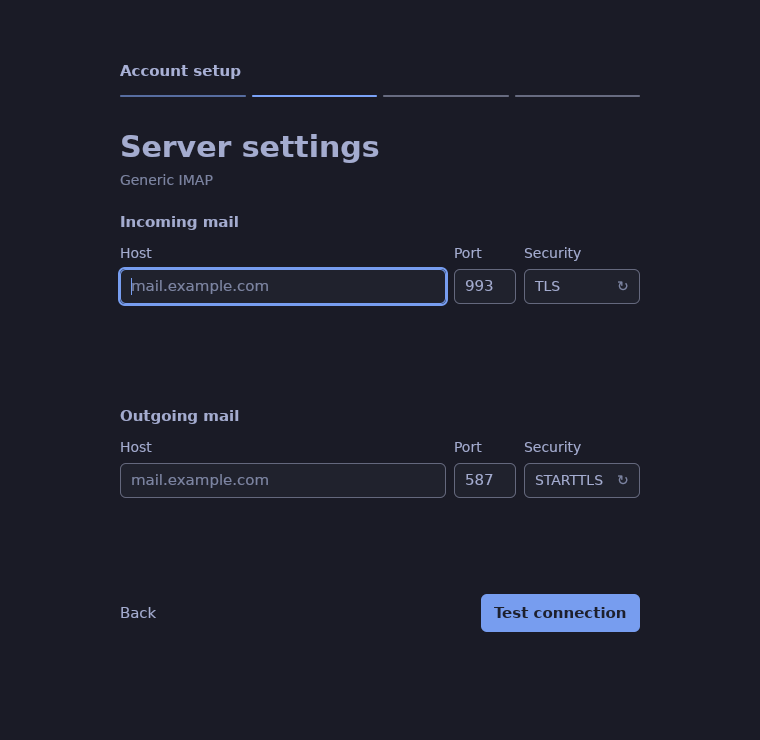 Account setup
Server settings
Generic IMAP
Incoming mail
Host Port Security
mail.example.com 993 TLS ↻
Outgoing mail
Host Port Security
mail.example.com 587 STARTTLS ↻
Back Test connection